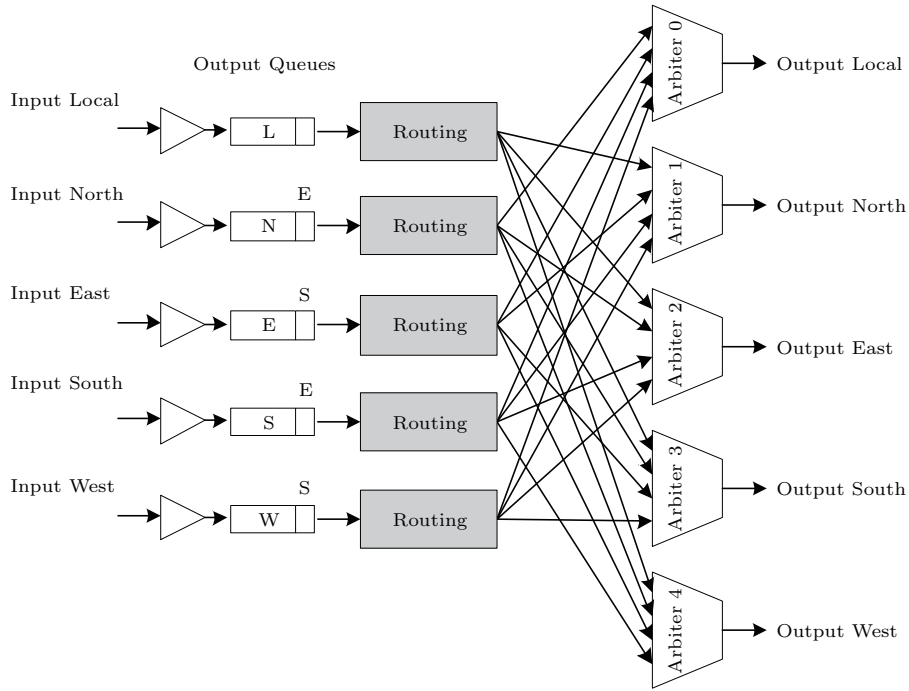 Output Queues
Input Local
L
Routing
Input North
E
N
Routing
Input East
S
E
Routing
Input South
E
S
Routing
Input West
S
W
Routing
Arbiter 0
Output Local
Arbiter 1
Output North
Arbiter 2
Output East
Arbiter 3
Output South
Arbiter 4
Output West